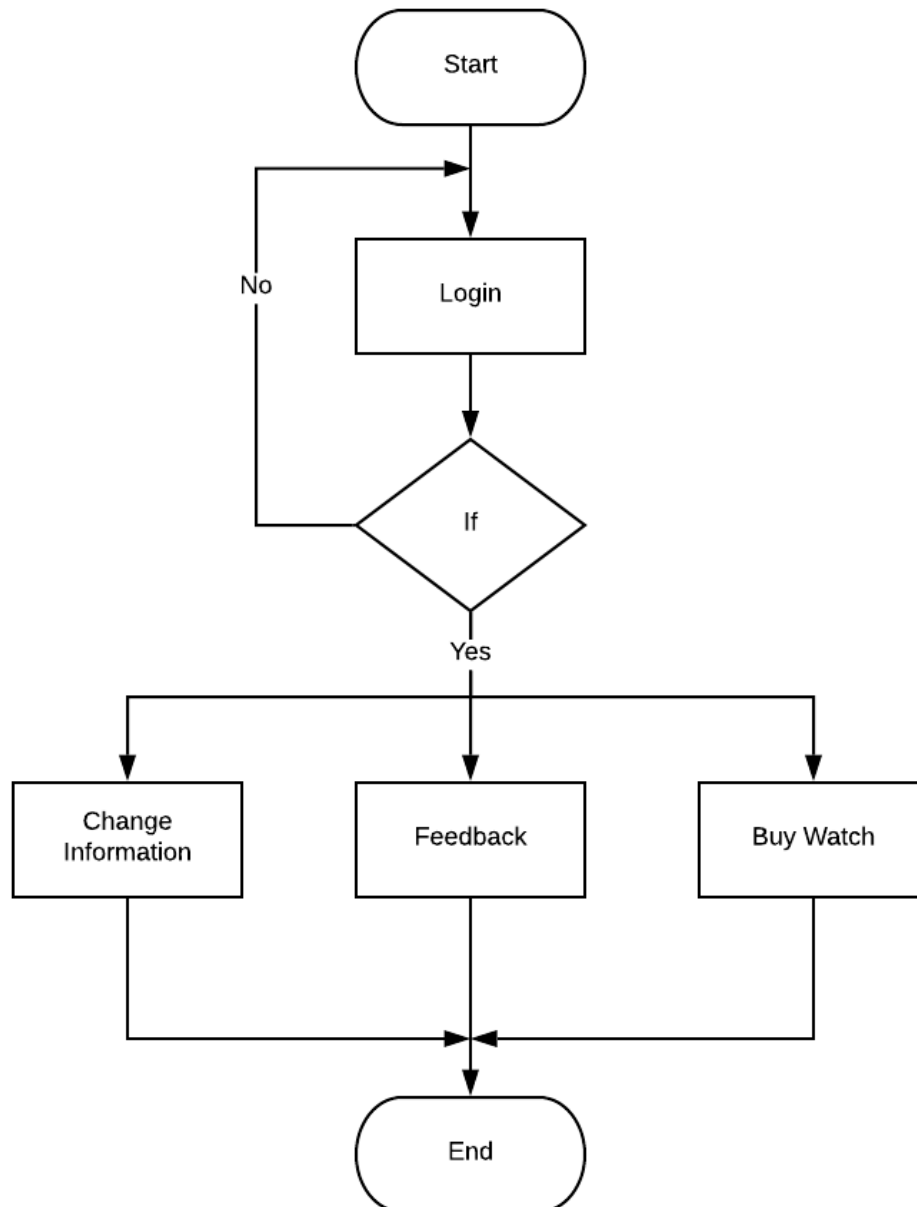 Start
No
Login
If
Yes
Change
Information
Feedback
Buy Watch
End